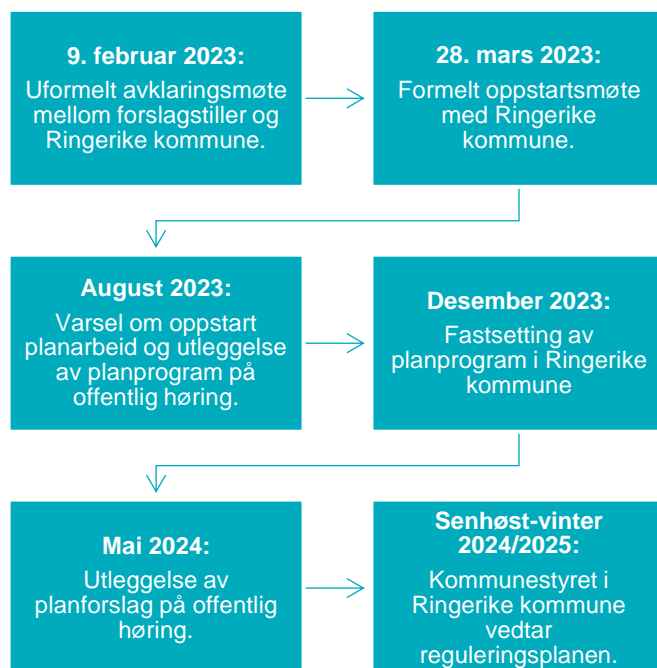 9. februar 2023:
Uformelt avklaringsmøte
mellom forslagstiller og
Ringerike kommune.
28. mars 2023:
Formelt oppstartsmøte
med Ringerike
kommune.
August 2023:
Varsel om oppstart
planarbeid og utleggelse
av planprogram på
offentlig høring.
Desember 2023:
Fastsetting av
planprogram i Ringerike
kommune
Mai 2024:
Utleggelse av
planforslag på offentlig
høring.
Senhøst-vinter
2024/2025:
Kommunestyret i
Ringerike kommune
vedtar
reguleringsplanen.